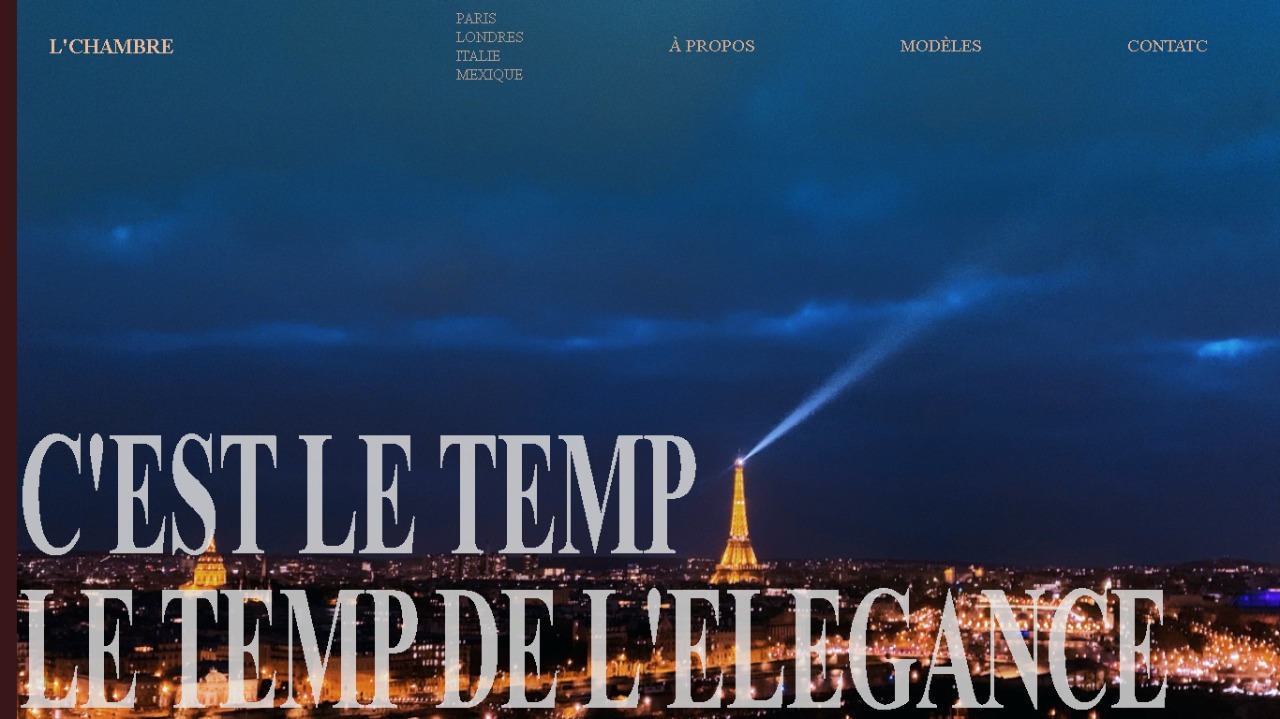 L'CHAMBRE
PARIS
LONDRES
ITALIE
MEXIQUE
À PROPOS
MODÈLES
CONTATC
C'EST LE TEMP
LE TEMP DE L'ELEGANCE